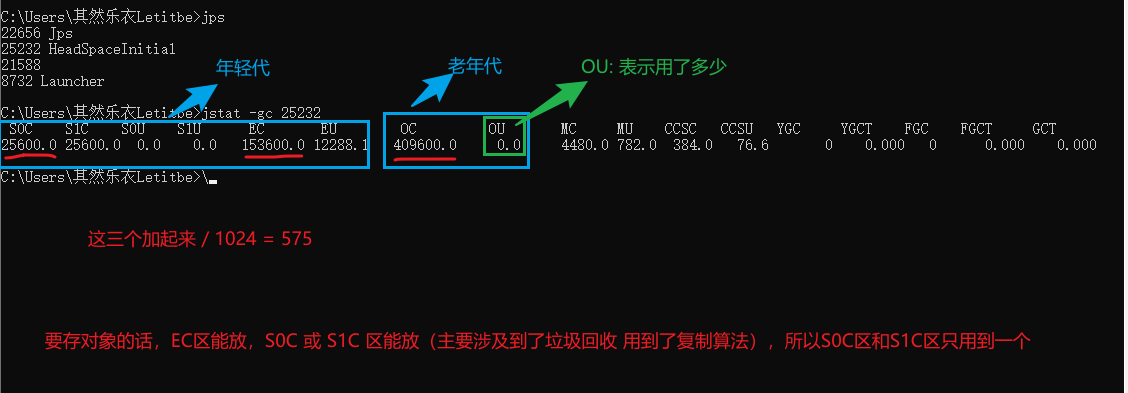 C:\Users\其然乐衣Letitbe>jps
22656 Jps
25232 HeadSpaceInitial
21588
8732 Launcher
年轻代
老年代
OU: 表示用了多少
C:\Users\其然乐衣Letitbe>jstat -gc 25232
S0C S1C S0U S1U EC EU OC OU MC MU CCSC CCSU YGC YGCT FGC FGCT GCT
25600.0 25600.0 0.0 0.0 153600.0 12288.1 409600.0 0.0 4480.0 782.0 384.0 76.6 0 0.000 0 0.000 0.000
C:\Users\其然乐衣Letitbe>\
这三个加起来 / 1024 = 575
要存对象的话，EC区能放，S0C 或 S1C 区能放（主要涉及到了垃圾回收 用到了复制算法），所以S0C区和S1C区只用到一个